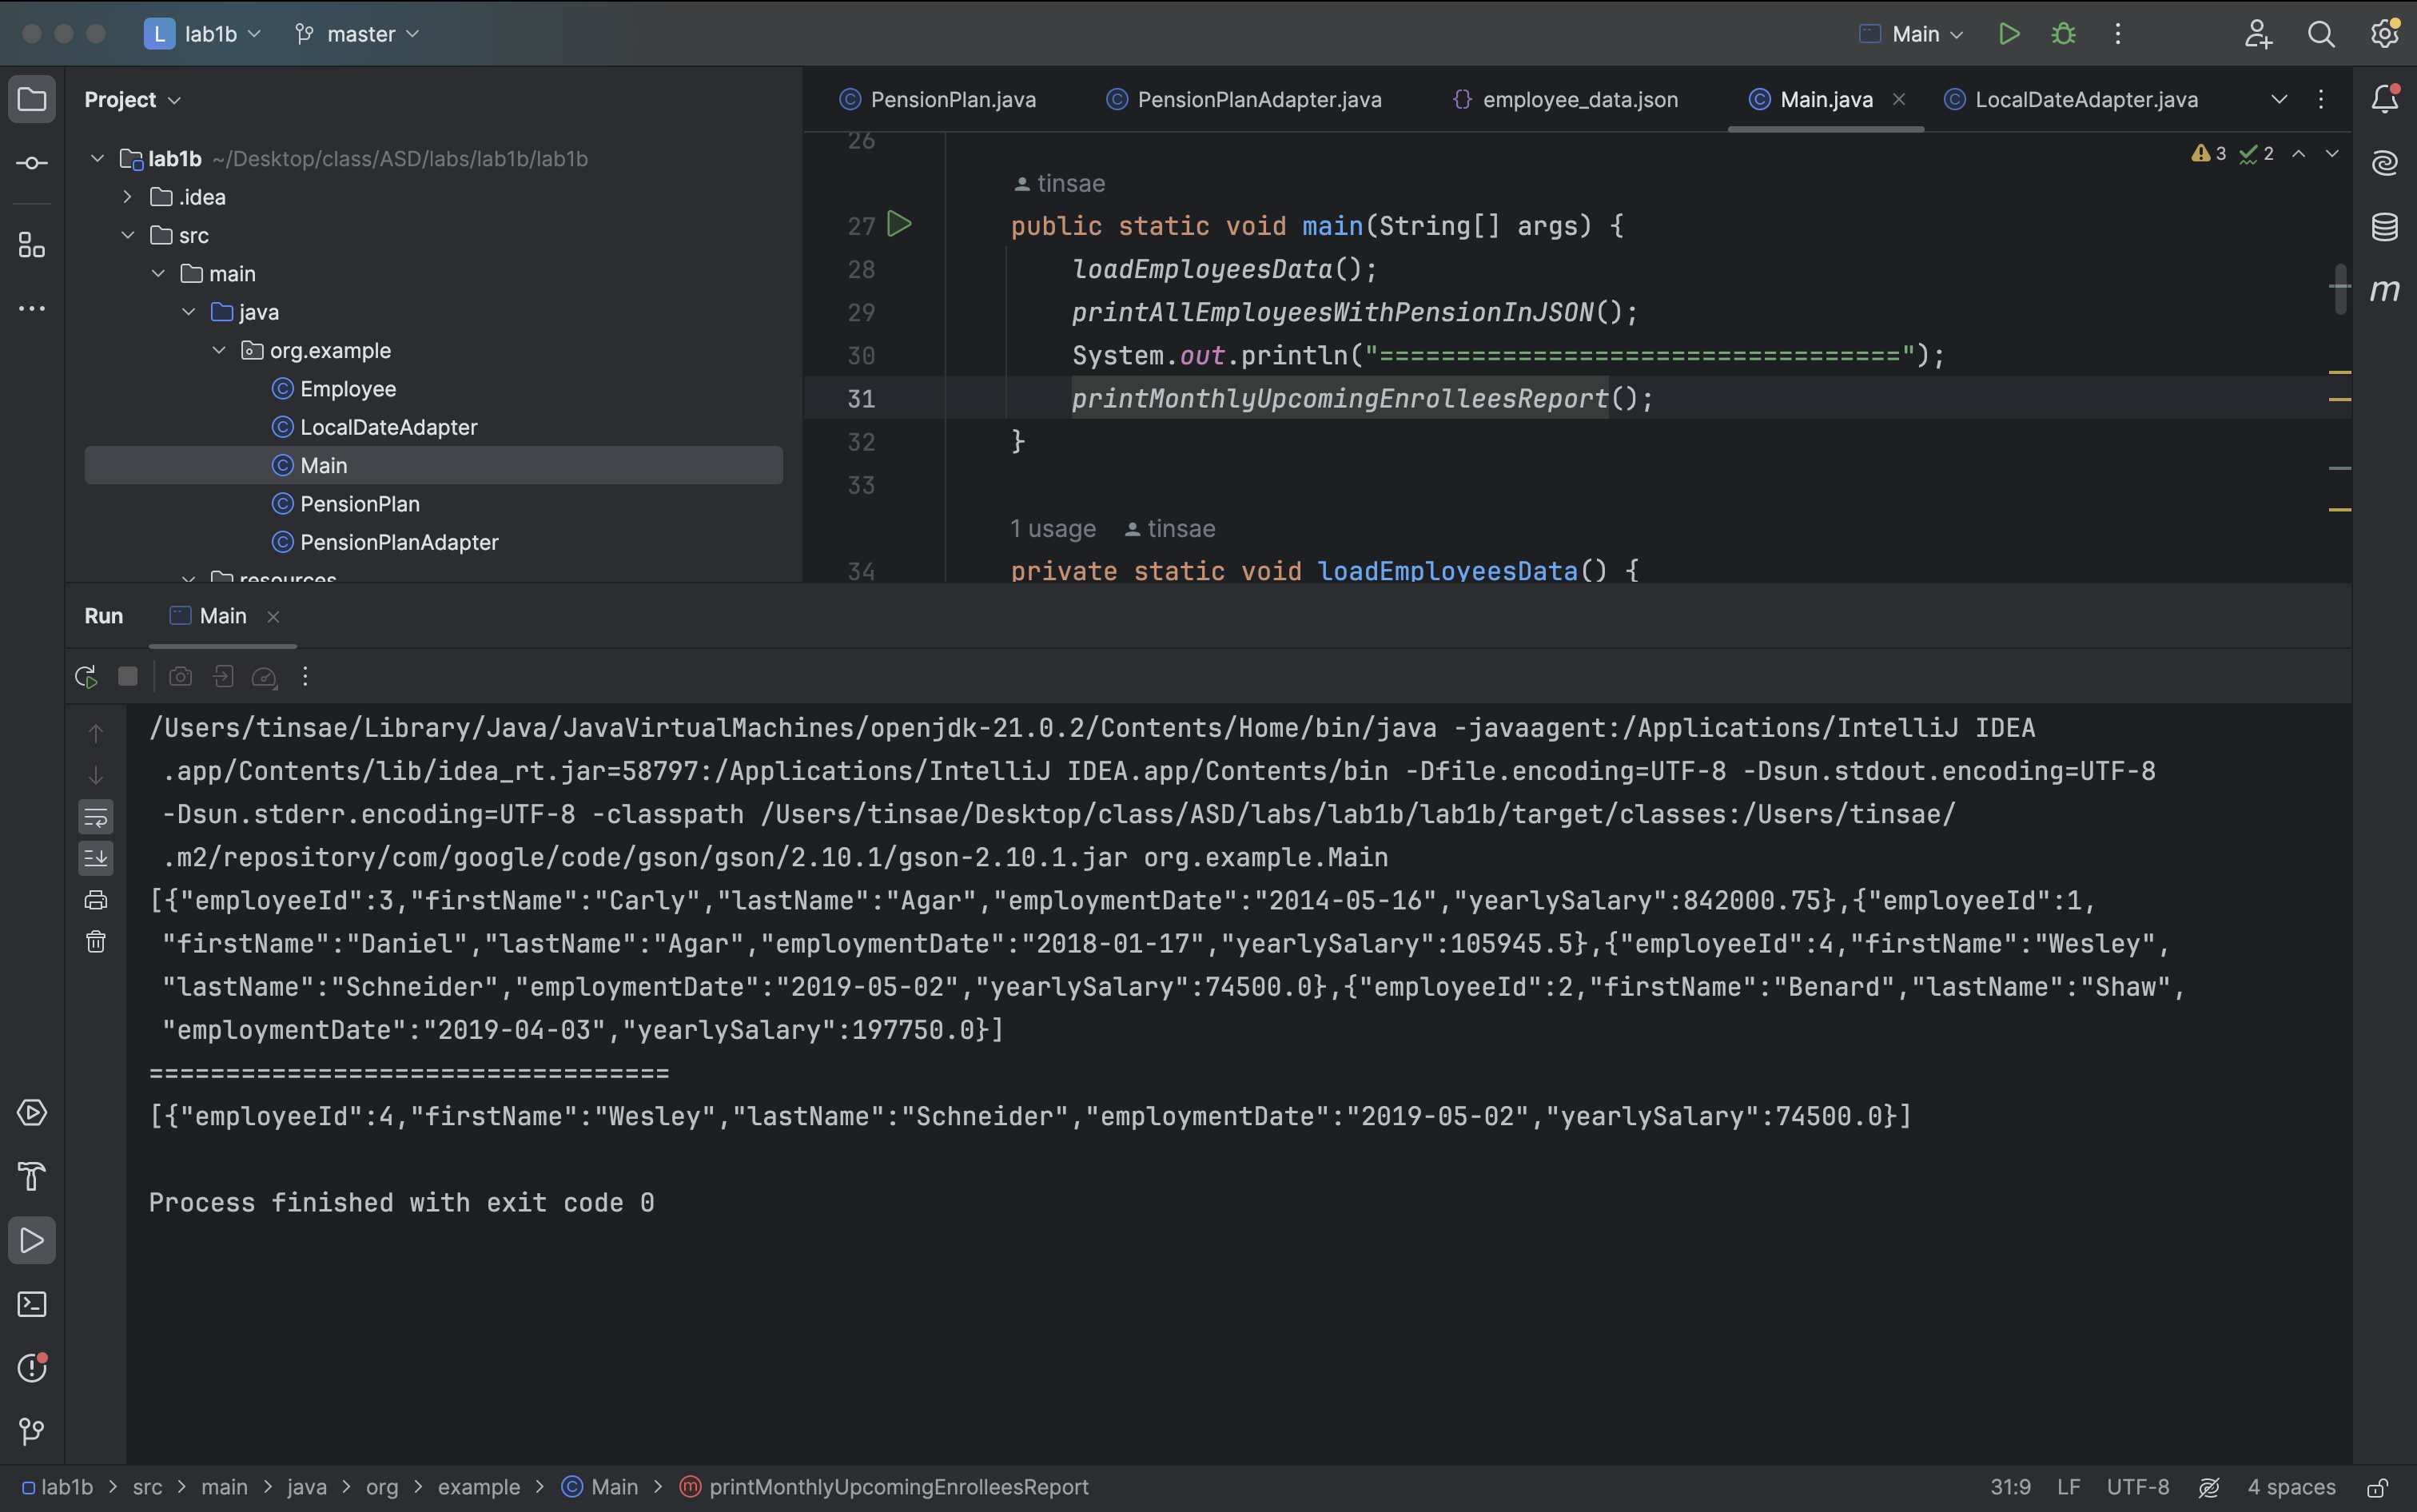 L lab1b master Main
Project
PensionPlan.java PensionPlanAdapter.java {} employee_data.json Main.java LocalDateAdapter.java
lab1b ~/Desktop/class/ASD/labs/lab1b/lab1b
.idea
src
main
java
org.example
Employee
LocalDateAdapter
Main
PensionPlan
PensionPlanAdapter
resources
3 2
26
tinsae
27 public static void main(String[] args) {
28 loadEmployeesData();
29 printAllEmployeesWithPensionInJSON();
30 System.out.println("==================================");
31 printMonthlyUpcomingEnrolleesReport();
32 }
33
1 usage tinsae
34 private static void loadEmployeesData() {
m
Run Main
/Users/tinsae/Library/Java/JavaVirtualMachines/openjdk-21.0.2/Contents/Home/bin/java -javaagent:/Applications/IntelliJ IDEA
.app/Contents/lib/idea_rt.jar=58797:/Applications/IntelliJ IDEA.app/Contents/bin -Dfile.encoding=UTF-8 -Dsun.stdout.encoding=UTF-8
-Dsun.stderr.encoding=UTF-8 -classpath /Users/tinsae/Desktop/class/ASD/labs/lab1b/lab1b/target/classes:/Users/tinsae/
.m2/repository/com/google/code/gson/gson/2.10.1/gson-2.10.1.jar org.example.Main
[{"employeeId":3,"firstName":"Carly","lastName":"Agar","employmentDate":"2014-05-16","yearlySalary":842000.75},{"employeeId":1,
"firstName":"Daniel","lastName":"Agar","employmentDate":"2018-01-17","yearlySalary":105945.5},{"employeeId":4,"firstName":"Wesley",
"lastName":"Schneider","employmentDate":"2019-05-02","yearlySalary":74500.0},{"employeeId":2,"firstName":"Benard","lastName":"Shaw",
"employmentDate":"2019-04-03","yearlySalary":197750.0}]
==================================
[{"employeeId":4,"firstName":"Wesley","lastName":"Schneider","employmentDate":"2019-05-02","yearlySalary":74500.0}]
Process finished with exit code 0
lab1b > src > main > java > org > example > Main > m printMonthlyUpcomingEnrolleesReport 31:9 LF UTF-8 4 spaces